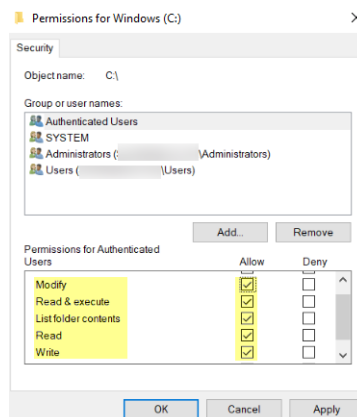 Permissions for Windows (C:)
Security
Object name: C:\
Group or user names:
Authenticated Users
SYSTEM
Administrators (\Administrators)
Users (\Users)
Add... Remove
Permissions for Authenticated
Users Allow Deny
Modify
Read & execute
List folder contents
Read
Write
OK Cancel Apply